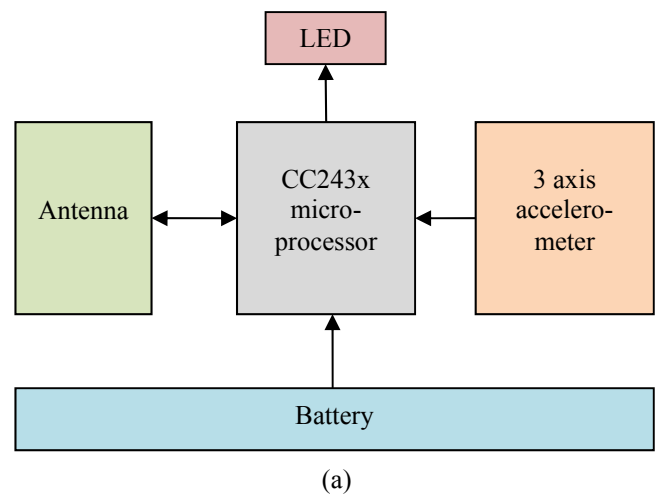 LED
Antenna
CC243x
micro-
processor
3 axis
accelero-
meter
Battery
(a)